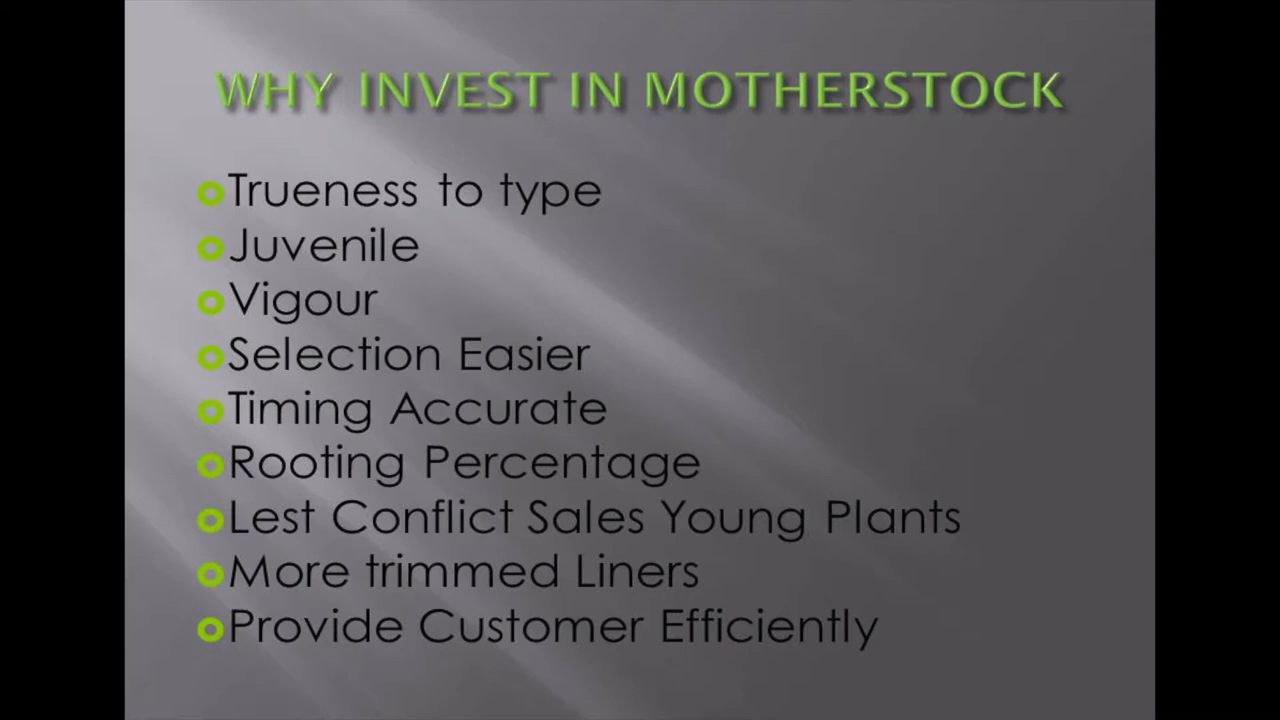 WHY INVEST IN MOTHERSTOCK
Trueness to type
Juvenile
Vigour
Selection Easier
Timing Accurate
Rooting Percentage
Lest Conflict Sales Young Plants
More trimmed Liners
Provide Customer Efficiently